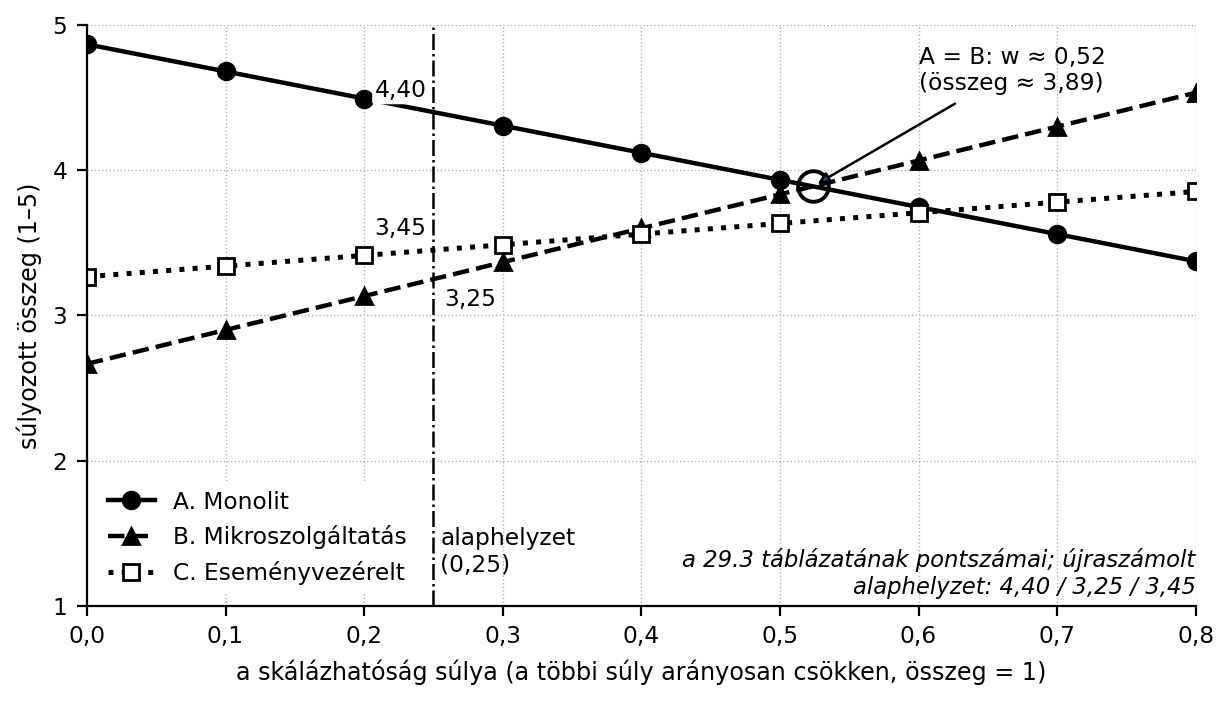 5
4
3
2
1
súlyozott összeg (1–5)
A = B: w ≈ 0,52
(összeg ≈ 3,89)
4,40
3,45
3,25
A. Monolit
B. Mikroszolgáltatás
C. Eseményvezérelt
alaphelyzet
(0,25)
a 29.3 táblázatának pontszámai; újraszámolt
alaphelyzet: 4,40 / 3,25 / 3,45
0,0 0,1 0,2 0,3 0,4 0,5 0,6 0,7 0,8
a skálázhatóság súlya (a többi súly arányosan csökken, összeg = 1)